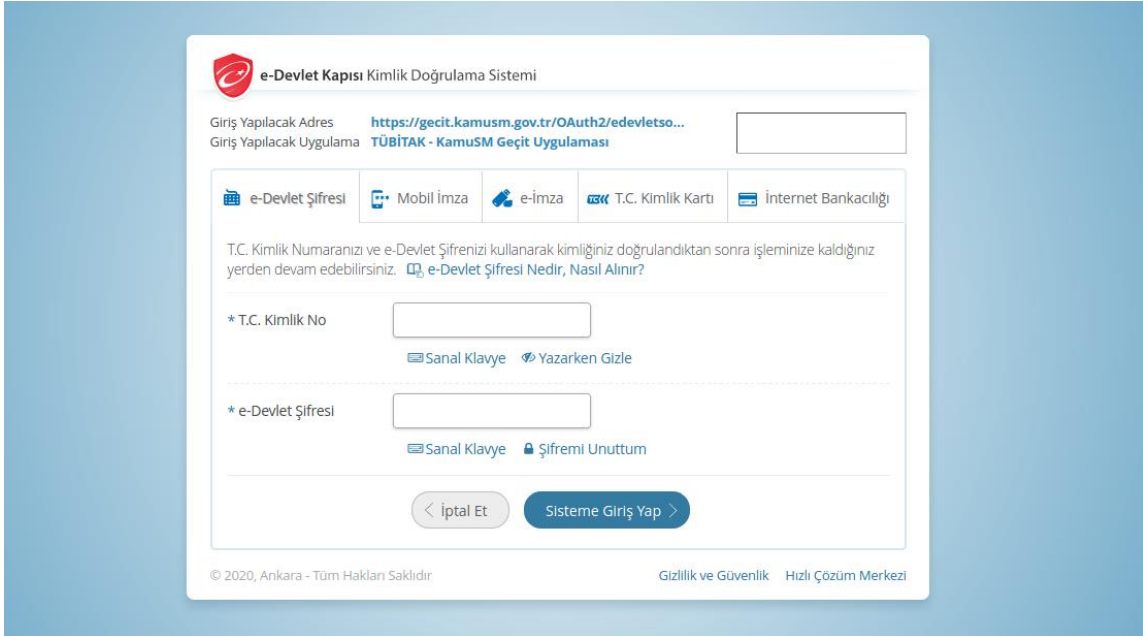 e-Devlet Kapısı Kimlik Doğrulama Sistemi
Giriş Yapılacak Adres https://gecit.kamusm.gov.tr/OAuth2/edevletso...
Giriş Yapılacak Uygulama TÜBİTAK - KamuSM Geçit Uygulaması
e-Devlet Şifresi Mobil İmza e-İmza T.C. Kimlik Kartı İnternet Bankacılığı
T.C. Kimlik Numaranızı ve e-Devlet Şifrenizi kullanarak kimliğiniz doğrulandıktan sonra işleminize kaldığınız
yerden devam edebilirsiniz. e-Devlet Şifresi Nedir, Nasıl Alınır?
* T.C. Kimlik No
Sanal Klavye Yazarken Gizle
* e-Devlet Şifresi
Sanal Klavye Şifremi Unuttum
İptal Et Sisteme Giriş Yap
© 2020, Ankara - Tüm Hakları Saklıdır Gizlilik ve Güvenlik Hızlı Çözüm Merkezi